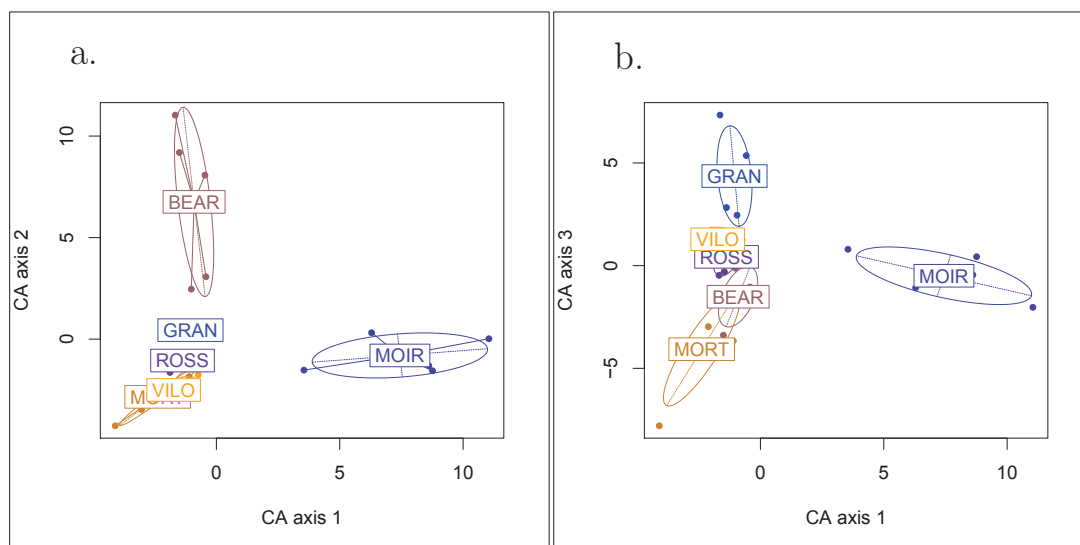 a.
CA axis 2
10
5
0
BEAR
GRAN
ROSS
MORT
VILO
MOIR
0 5 10
CA axis 1
b.
CA axis 3
5
0
−5
GRAN
VILO
ROSS
BEAR
MORT
MOIR
0 5 10
CA axis 1